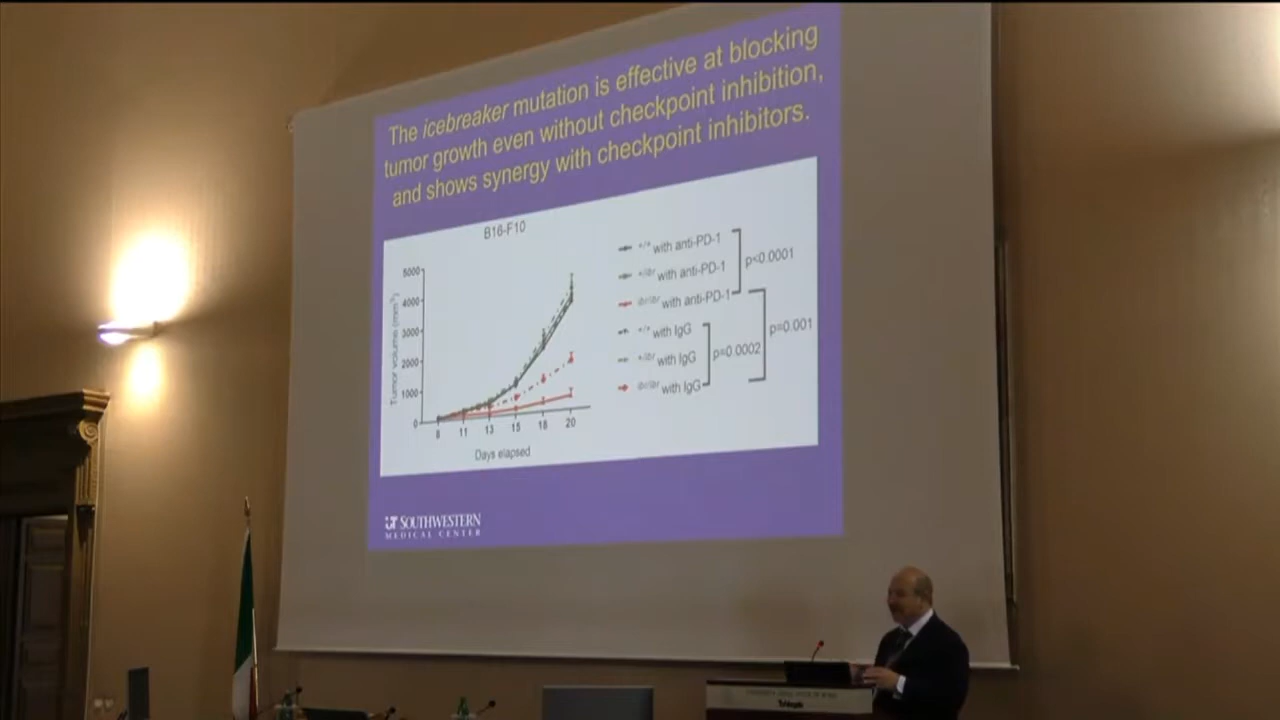 The icebreaker mutation is effective at blocking
tumor growth even without checkpoint inhibition,
and shows synergy with checkpoint inhibitors.
B16-F10
Tumor volume (mm³)
5000
4000
3000
2000
1000
0
8 11 13 15 18 20
Days elapsed
+/+ with anti-PD-1
with anti-PD-1
with anti-PD-1
+/+ with IgG
with IgG
with IgG
p<0.0001
p=0.0002
p=0.001
UT SOUTHWESTERN
MEDICAL CENTER